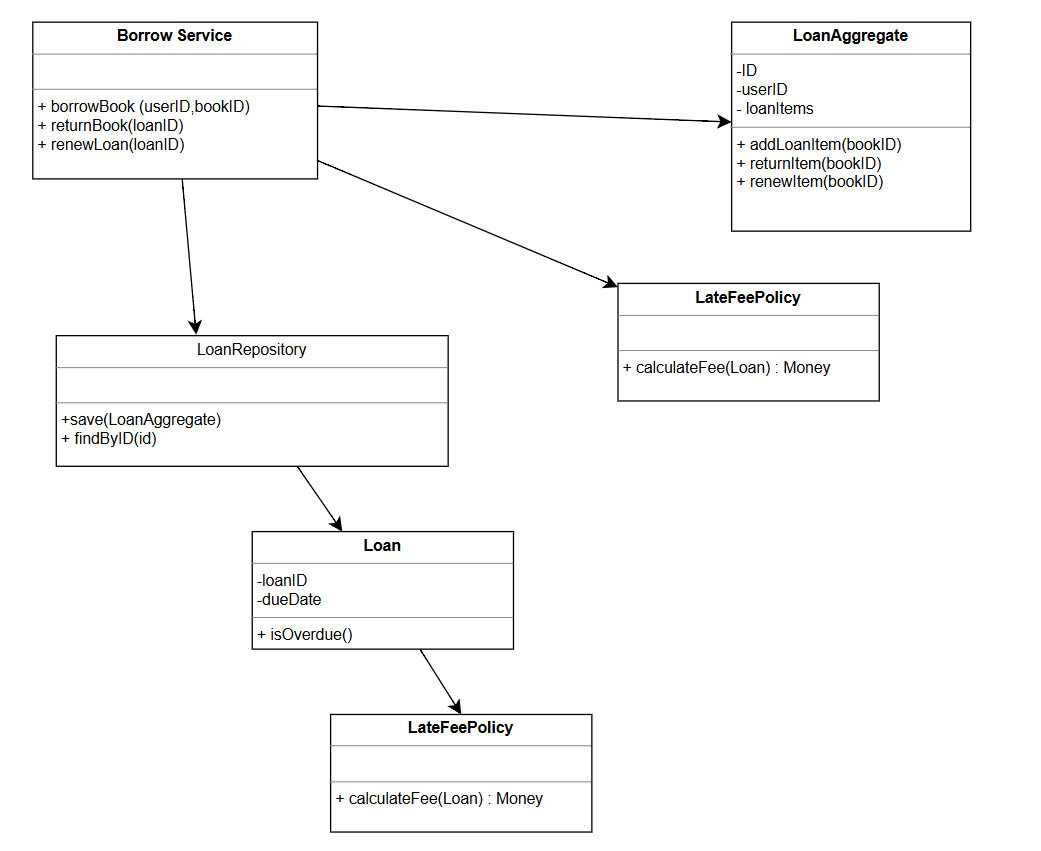 Borrow Service
+ borrowBook (userID,bookID)
+ returnBook(loanID)
+ renewLoan(loanID)
LoanAggregate
-ID
-userID
- loanItems
+ addLoanItem(bookID)
+ returnItem(bookID)
+ renewItem(bookID)
LateFeePolicy
+ calculateFee(Loan) : Money
LoanRepository
+save(LoanAggregate)
+ findByID(id)
Loan
-loanID
-dueDate
+ isOverdue()
LateFeePolicy
+ calculateFee(Loan) : Money